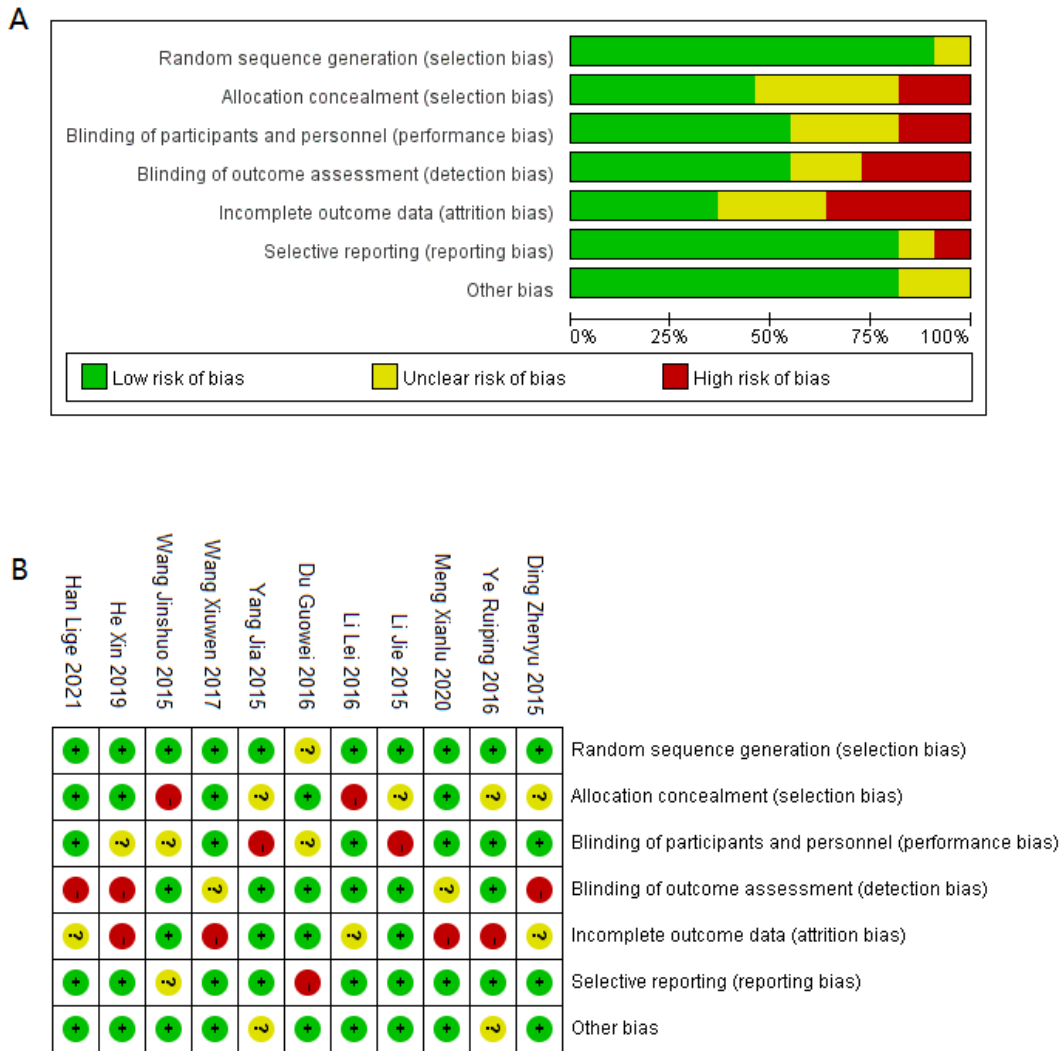 A
Random sequence generation (selection bias)
Allocation concealment (selection bias)
Blinding of participants and personnel (performance bias)
Blinding of outcome assessment (detection bias)
Incomplete outcome data (attrition bias)
Selective reporting (reporting bias)
Other bias
0% 25% 50% 75% 100%
Low risk of bias Unclear risk of bias High risk of bias
B
Han Lige 2021
He Xin 2019
Wang Jinshuo 2015
Wang Xiuwen 2017
Yang Jia 2015
Du Guowei 2016
Li Lei 2016
Li Jie 2015
Meng Xianlu 2020
Ye Ruiping 2016
Ding Zhenyu 2015
+ + + + + ? + + + + + Random sequence generation (selection bias)
+ + - + ? + - ? + ? ? Allocation concealment (selection bias)
+ ? ? + - ? + - + + + Blinding of participants and personnel (performance bias)
- - + ? + + + + ? + - Blinding of outcome assessment (detection bias)
? - + - + + ? + - - ? Incomplete outcome data (attrition bias)
+ + ? + + - + + + + + Selective reporting (reporting bias)
+ + + + ? + + + + ? + Other bias